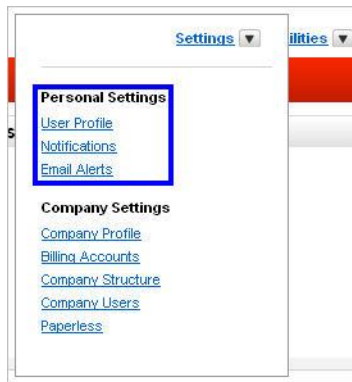 Settings ilities
Personal Settings
User Profile
Notifications
Email Alerts
Company Settings
Company Profile
Billing Accounts
Company Structure
Company Users
Paperless